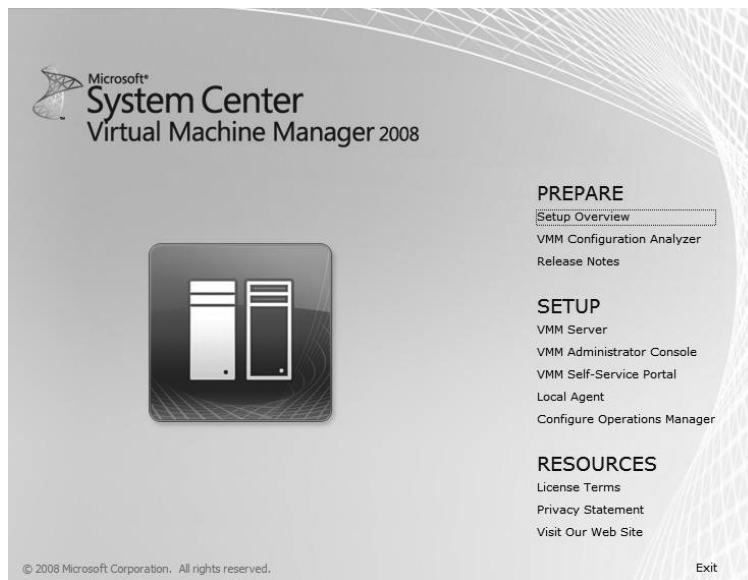 Microsoft®
System Center
Virtual Machine Manager 2008
PREPARE
Setup Overview
VMM Configuration Analyzer
Release Notes
SETUP
VMM Server
VMM Administrator Console
VMM Self-Service Portal
Local Agent
Configure Operations Manager
RESOURCES
License Terms
Privacy Statement
Visit Our Web Site
© 2008 Microsoft Corporation. All rights reserved.
Exit